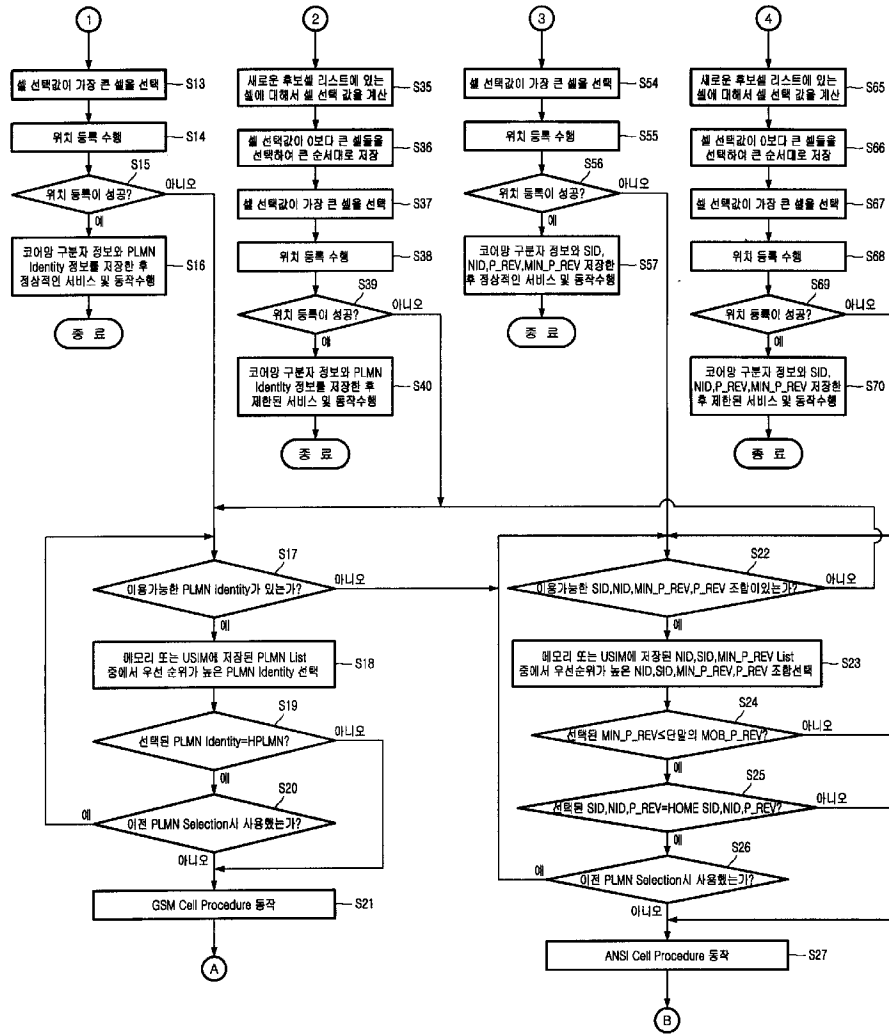 1
셀 선택값이 가장 큰 셀을 선택
S13
위치 등록 수행
S14
S15
위치 등록이 성공?
아니오
예
코어망 구분자 정보와 PLMN
Identity 정보를 저장한 후
정상적인 서비스 및 동작수행
S16
종 료
2
새로운 후보셀 리스트에 있는
셀에 대해서 셀 선택 값을 계산
S35
셀 선택값이 0보다 큰 셀들을
선택하여 큰 순서대로 저장
S36
셀 선택값이 가장 큰 셀을 선택
S37
위치 등록 수행
S38
S39
위치 등록이 성공?
아니오
예
코어망 구분자 정보와 PLMN
Identity 정보를 저장한 후
제한된 서비스 및 동작수행
S40
종 료
3
셀 선택값이 가장 큰 셀을 선택
S54
위치 등록 수행
S55
S56
위치 등록이 성공?
아니오
예
코어망 구분자 정보와 SID,
NID,P_REV,MIN_P_REV 저장한
후 정상적인 서비스 및 동작수행
S57
종 료
4
새로운 후보셀 리스트에 있는
셀에 대해서 셀 선택 값을 계산
S65
셀 선택값이 0보다 큰 셀들을
선택하여 큰 순서대로 저장
S66
셀 선택값이 가장 큰 셀을 선택
S67
위치 등록 수행
S68
S69
위치 등록이 성공?
아니오
예
코어망 구분자 정보와 SID,
NID,P_REV,MIN_P_REV 저장한
후 제한된 서비스 및 동작수행
S70
종 료
S17
이용가능한 PLMN identity가 있는가?
아니오
예
메모리 또는 USIM에 저장된 PLMN List
중에서 우선 순위가 높은 PLMN Identity 선택
S18
S19
선택된 PLMN Identity=HPLMN?
아니오
예
S20
이전 PLMN Selection시 사용했는가?
예
아니오
GSM Cell Procedure 동작
S21
A
S22
이용가능한 SID,NID,MIN_P_REV,P_REV 조합이있는가?
아니오
예
메모리 또는 USIM에 저장된 NID,SID,MIN_P_REV List
중에서 우선순위가 높은 NID,SID,MIN_P_REV,P_REV 조합선택
S23
S24
선택된 MIN_P_REV≤단말의 MOB_P_REV?
아니오
예
S25
선택된 SID,NID,P_REV=HOME SID,NID,P_REV?
아니오
예
S26
이전 PLMN Selection시 사용했는가?
예
아니오
ANSI Cell Procedure 동작
S27
B